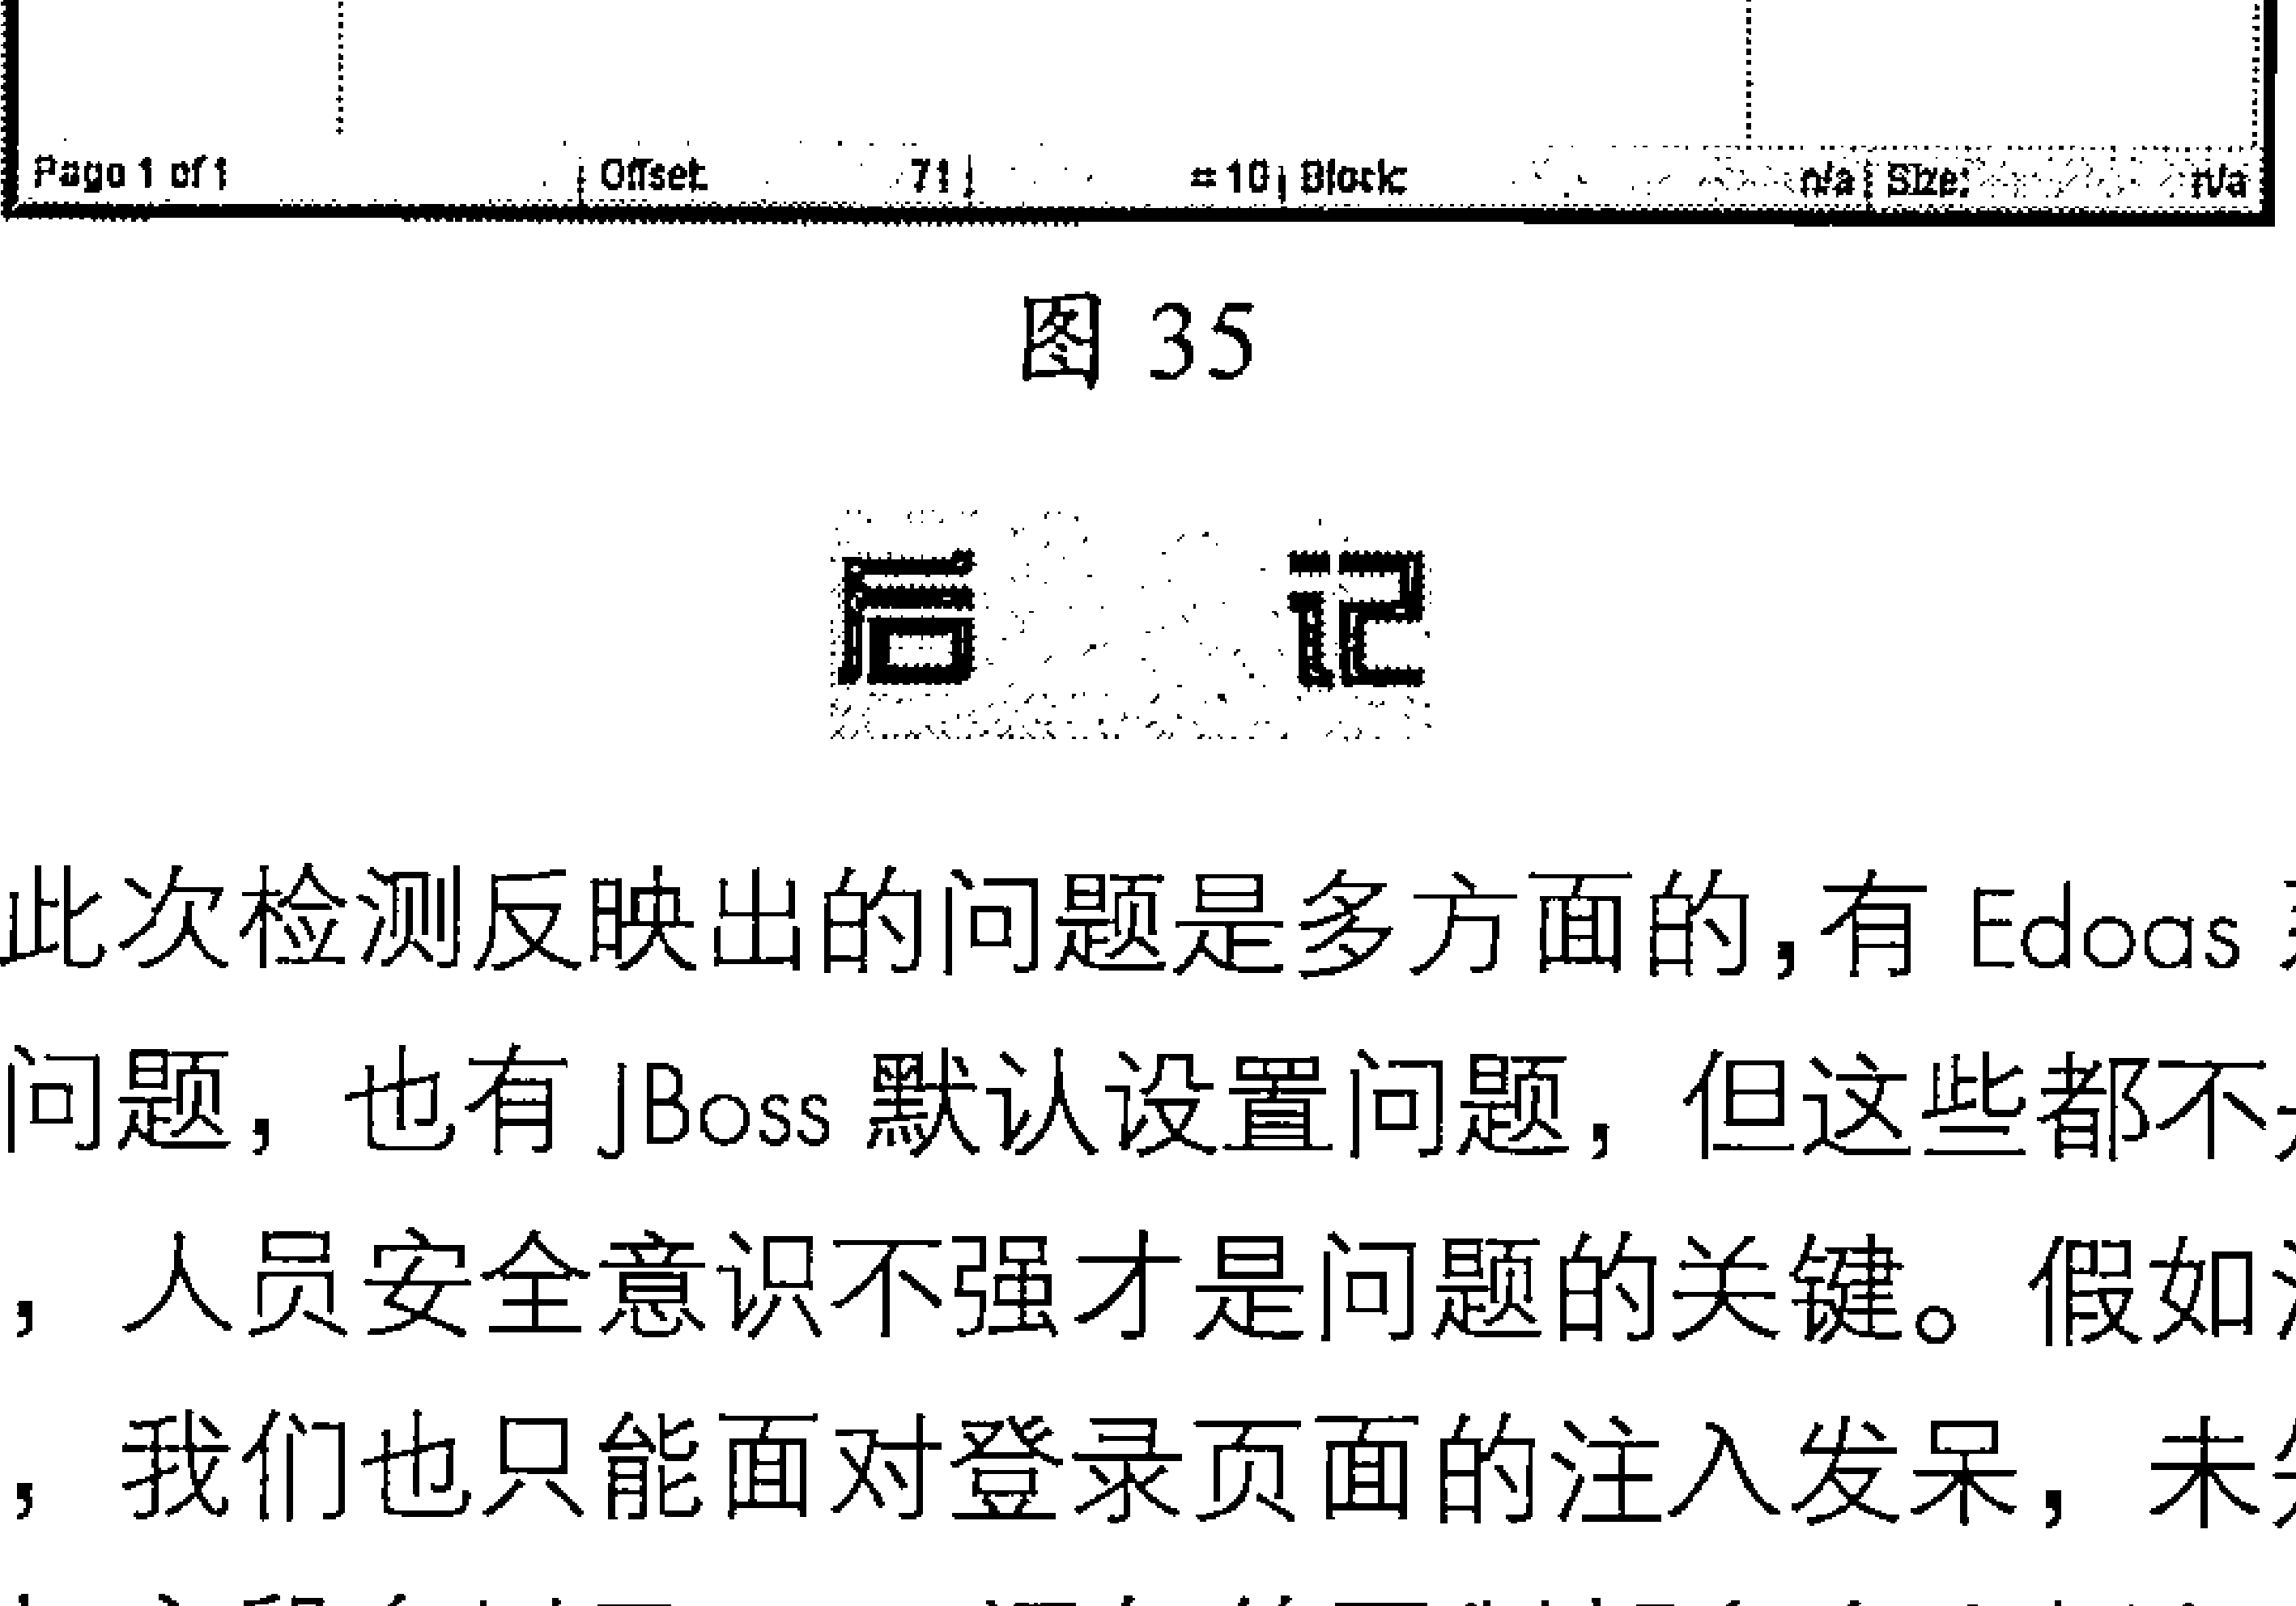 Page 1 of 1 Offset: 71 = 10 Block: n/a Size: n/a
图 35
后 记
此次检测反映出的问题是多方面的,有 Edoas
问题，也有 JBoss 默认设置问题，但这些都不
，人员安全意识不强才是问题的关键。假如
，我们也只能面对登录页面的注入发呆，未